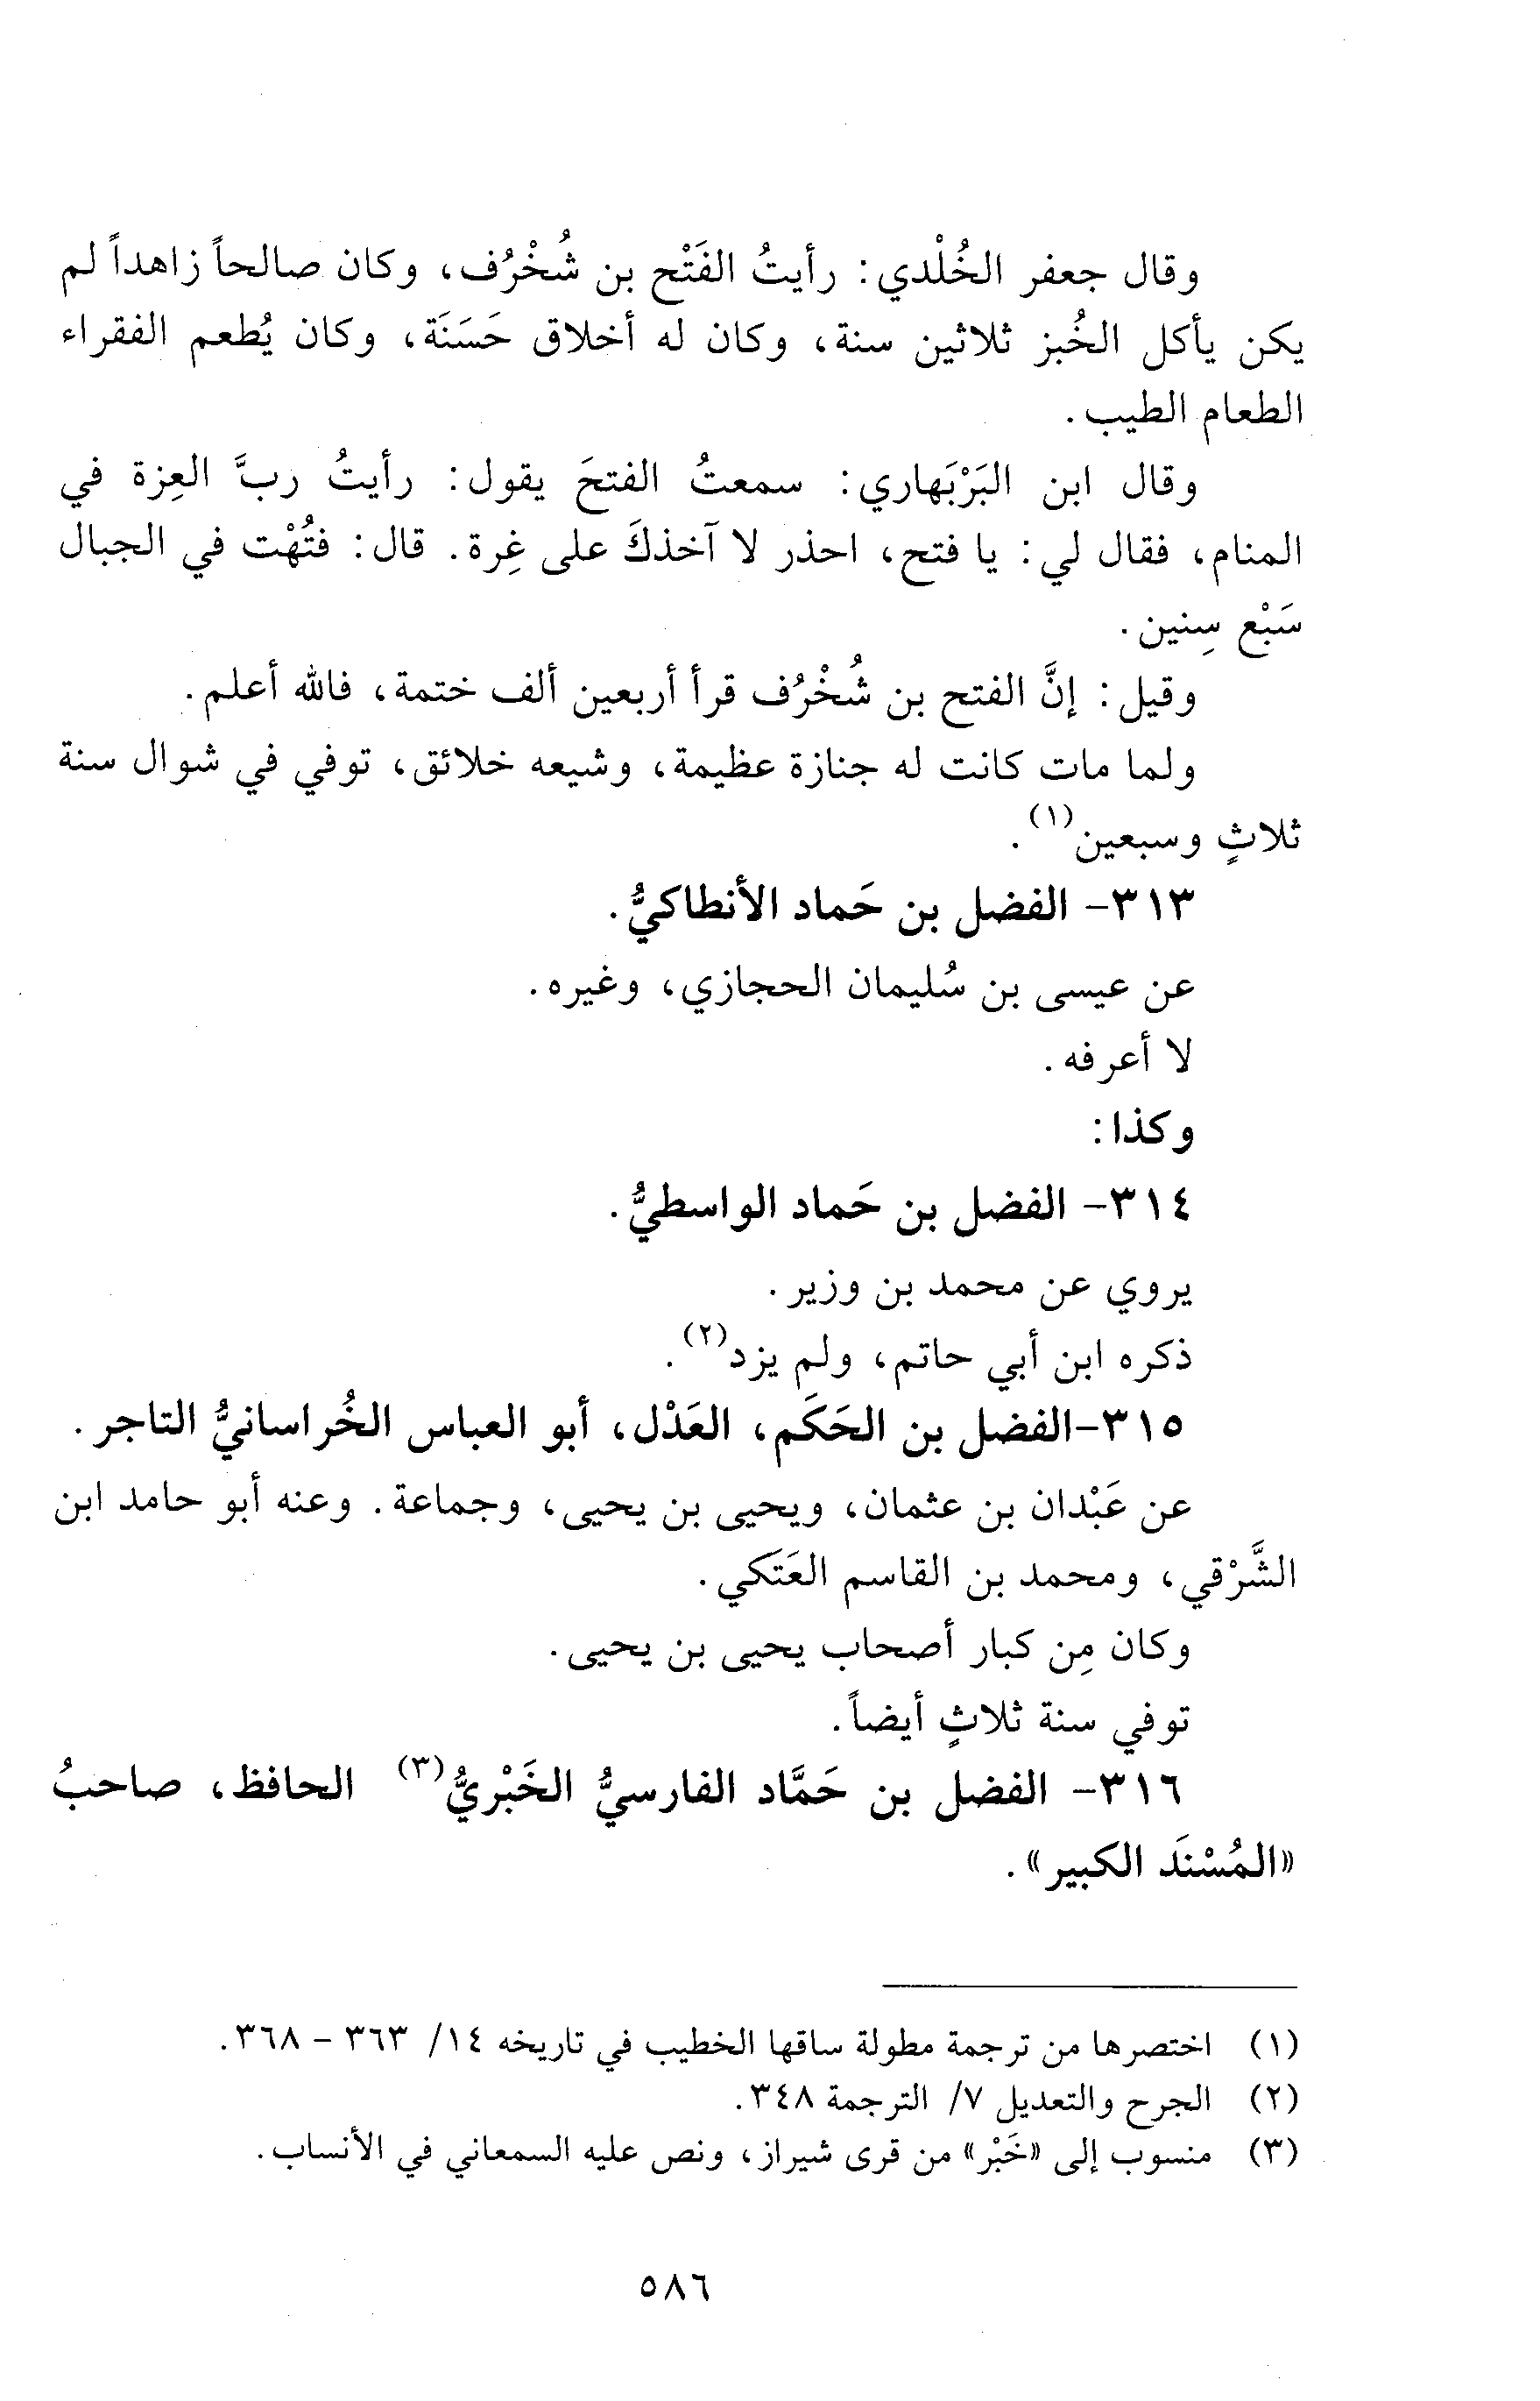 وقال جعفر الخُلْدي: رأيتُ الفَتْح بن شُخْرُف، وكان صالحاً زاهداً لم
يكن يأكل الخُبز ثلاثين سنة، وكان له أخلاق حَسَنَة، وكان يُطعم الفقراء
الطعام الطيب.
وقال ابن البَرْبَهاري: سمعتُ الفتحَ يقول: رأيتُ ربَّ العِزة في
المنام، فقال لي: يا فتح، احذر لا آخذكَ على غِرة. قال: فتُهْت في الجبال
سَبْع سِنين.
وقيل: إنَّ الفتح بن شُخْرُف قرأ أربعين ألف ختمة، فالله أعلم.
ولما مات كانت له جنازة عظيمة، وشيعه خلائق، توفي في شوال سنة
ثلاثٍ وسبعين(١).
٣١٣- الفضل بن حَماد الأنطاكيُّ.
عن عيسى بن سُليمان الحجازي، وغيره.
لا أعرفه.
وكذا:
٣١٤- الفضل بن حَماد الواسطيُّ.
يروي عن محمد بن وزير.
ذكره ابن أبي حاتم، ولم يزد(٢).
٣١٥-الفضل بن الحَكَم، العَدْل، أبو العباس الخُراسانيُّ التاجر.
عن عَبْدان بن عثمان، ويحيى بن يحيى، وجماعة. وعنه أبو حامد ابن
الشَّرْقي، ومحمد بن القاسم العَتَكي.
وكان مِن كبار أصحاب يحيى بن يحيى.
توفي سنة ثلاثٍ أيضاً.
٣١٦- الفضل بن حَمَّاد الفارسيُّ الخَبْريُّ(٣) الحافظ، صاحبُ
«المُسْنَد الكبير».
(١) اختصرها من ترجمة مطولة ساقها الخطيب في تاريخه ١٤/ ٣٦٣ - ٣٦٨.
(٢) الجرح والتعديل ٧/ الترجمة ٣٤٨.
(٣) منسوب إلى «خَبْر» من قرى شيراز، ونص عليه السمعاني في الأنساب.
٥٨٦